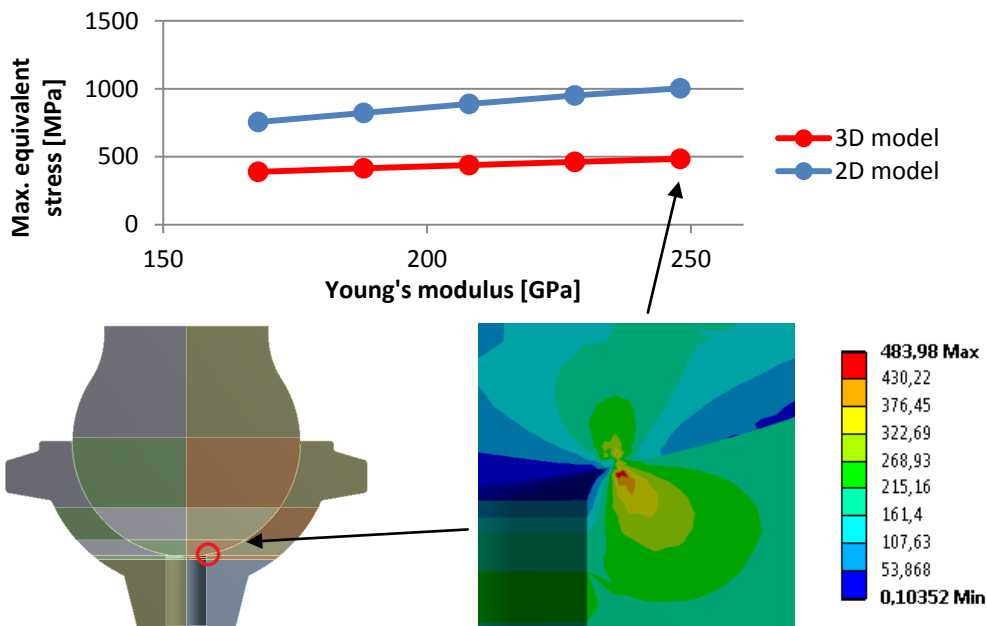 Max. equivalent
stress [MPa]
1500
1000
500
0
150
200
250
Young's modulus [GPa]
3D model
2D model
483,98 Max
430,22
376,45
322,69
268,93
215,16
161,4
107,63
53,868
0,10352 Min